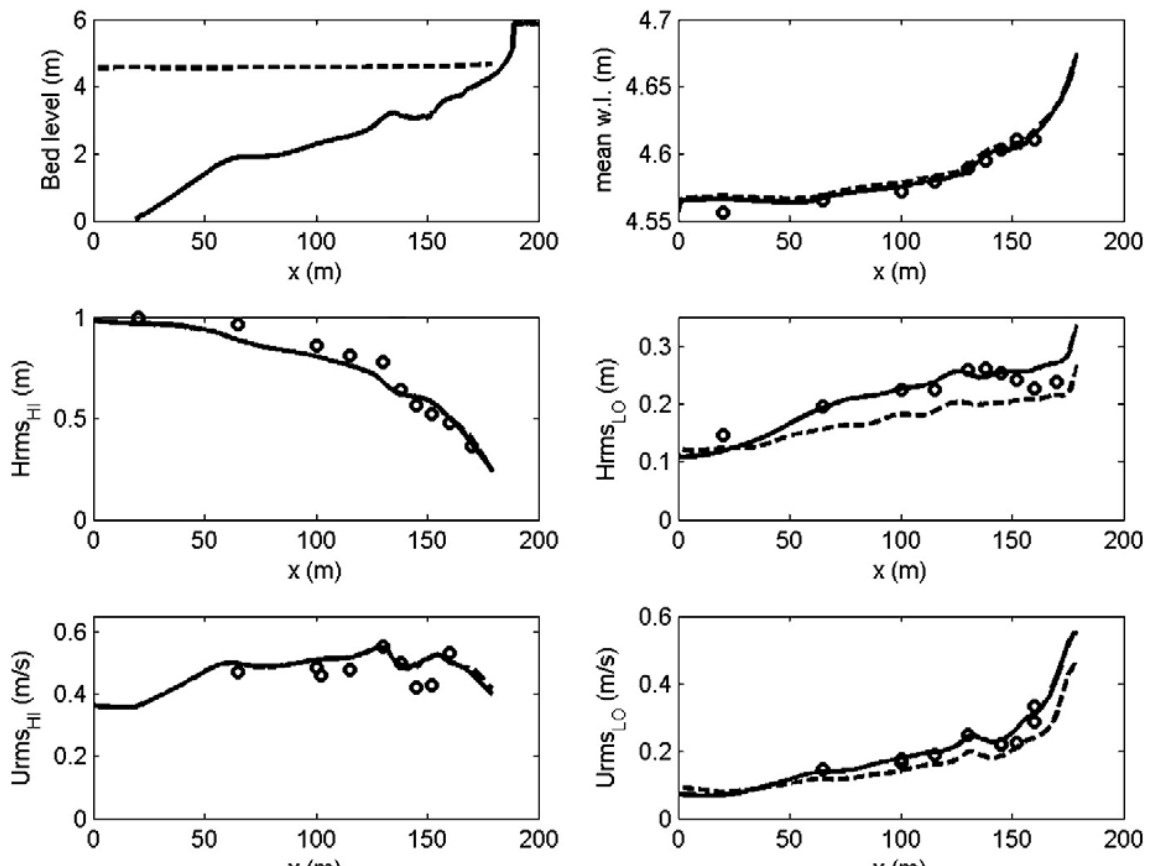 6
4
2
0
Bed level (m)
0 50 100 150 200
x (m)
4.7
4.65
4.6
4.55
mean w.l. (m)
0 50 100 150 200
x (m)
1
0.5
0
Hrms_HI (m)
0 50 100 150 200
x (m)
0.3
0.2
0.1
0
Hrms_LO (m)
0 50 100 150 200
x (m)
0.6
0.4
0.2
0
Urms_HI (m/s)
0 50 100 150 200
x (m)
0.6
0.4
0.2
0
Urms_LO (m/s)
0 50 100 150 200
x (m)